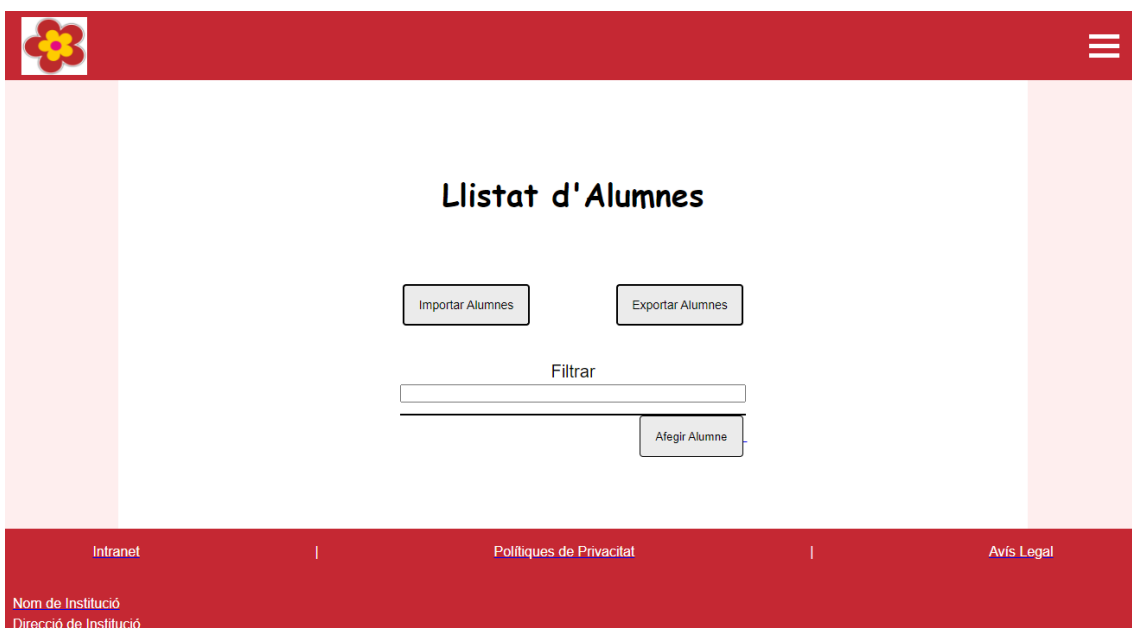 Llistat d'Alumnes
Importar Alumnes Exportar Alumnes
Filtrar
Afegir Alumne
Intranet | Polítiques de Privacitat | Avís Legal
Nom de Institució
Direcció de Institució